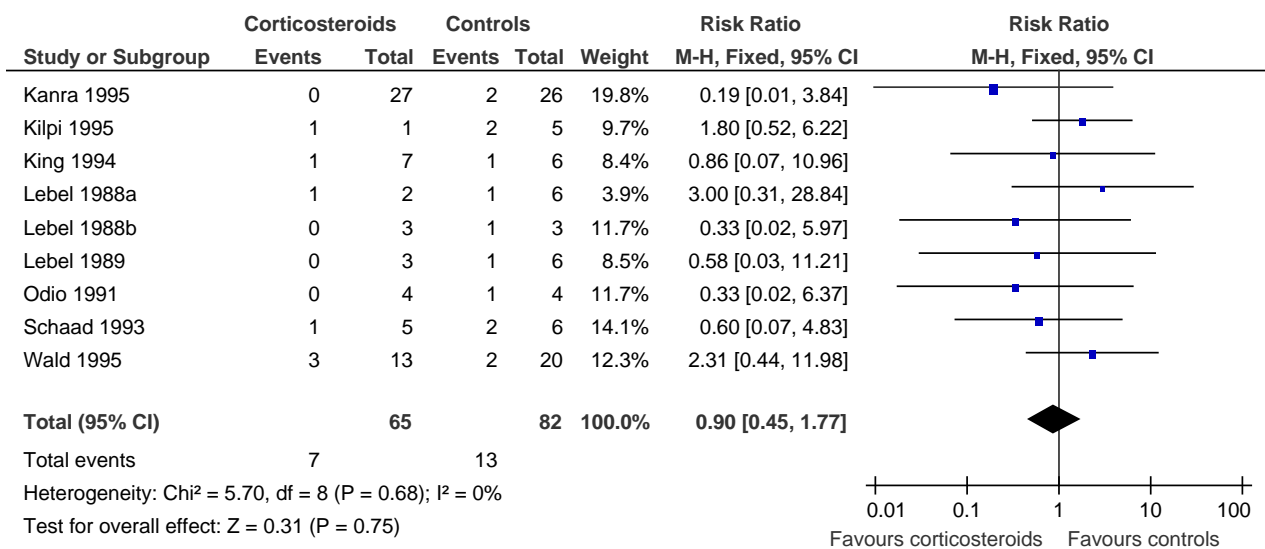 Corticosteroids Controls Risk Ratio Risk Ratio
Study or Subgroup Events Total Events Total Weight M-H, Fixed, 95% CI M-H, Fixed, 95% CI
Kanra 1995 0 27 2 26 19.8% 0.19 [0.01, 3.84]
Kilpi 1995 1 1 2 5 9.7% 1.80 [0.52, 6.22]
King 1994 1 7 1 6 8.4% 0.86 [0.07, 10.96]
Lebel 1988a 1 2 1 6 3.9% 3.00 [0.31, 28.84]
Lebel 1988b 0 3 1 3 11.7% 0.33 [0.02, 5.97]
Lebel 1989 0 3 1 6 8.5% 0.58 [0.03, 11.21]
Odio 1991 0 4 1 4 11.7% 0.33 [0.02, 6.37]
Schaad 1993 1 5 2 6 14.1% 0.60 [0.07, 4.83]
Wald 1995 3 13 2 20 12.3% 2.31 [0.44, 11.98]
Total (95% CI) 65 82 100.0% 0.90 [0.45, 1.77]
Total events 7 13
Heterogeneity: Chi² = 5.70, df = 8 (P = 0.68); I² = 0%
Test for overall effect: Z = 0.31 (P = 0.75)
0.01 0.1 1 10 100
Favours corticosteroids Favours controls